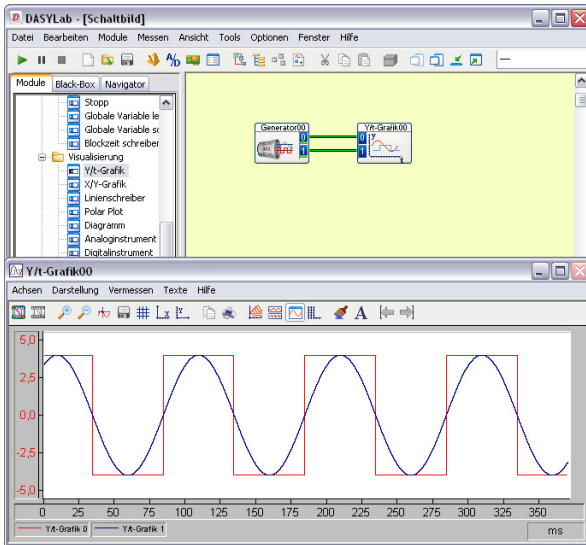 DASYLab - [Schaltbild]
Datei Bearbeiten Module Messen Ansicht Tools Optionen Fenster Hilfe
Module Black-Box Navigator
Stopp
Globale Variable le
Globale Variable sc
Blockzeit schreiber
Visualisierung
Y/t-Grafik
X/Y-Grafik
Linienschreiber
Polar Plot
Diagramm
Analoginstrument
Digitalinstrument
Generator00 Y/t-Grafik00
0 0
1 1
Y/t-Grafik00
Achsen Darstellung Vermessen Texte Hilfe
5,0
2,5
0,0
-2,5
-5,0
0 25 50 75 100 125 150 175 200 225 250 275 300 325 350
Y/t-Grafik 0 Y/t-Grafik 1 ms